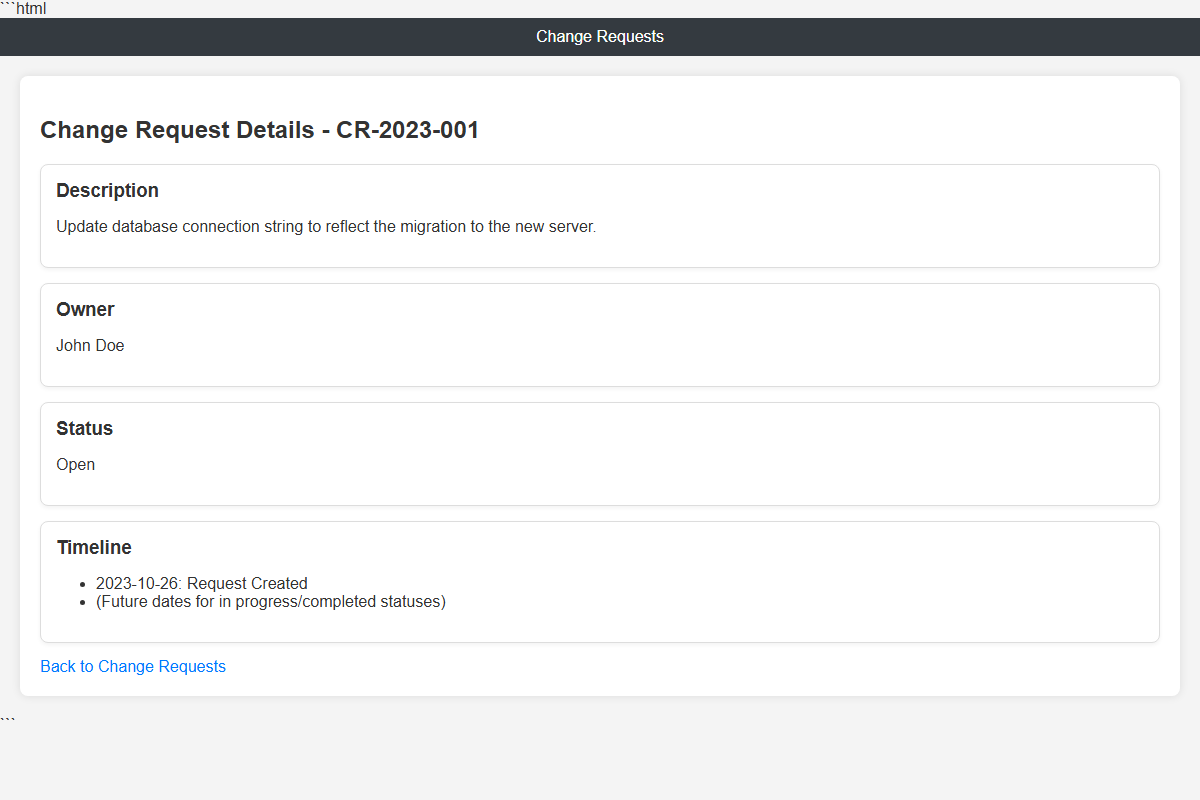 ```html
Change Requests
Change Request Details - CR-2023-001
Description
Update database connection string to reflect the migration to the new server.
Owner
John Doe
Status
Open
Timeline
• 2023-10-26: Request Created
• (Future dates for in progress/completed statuses)
Back to Change Requests
```